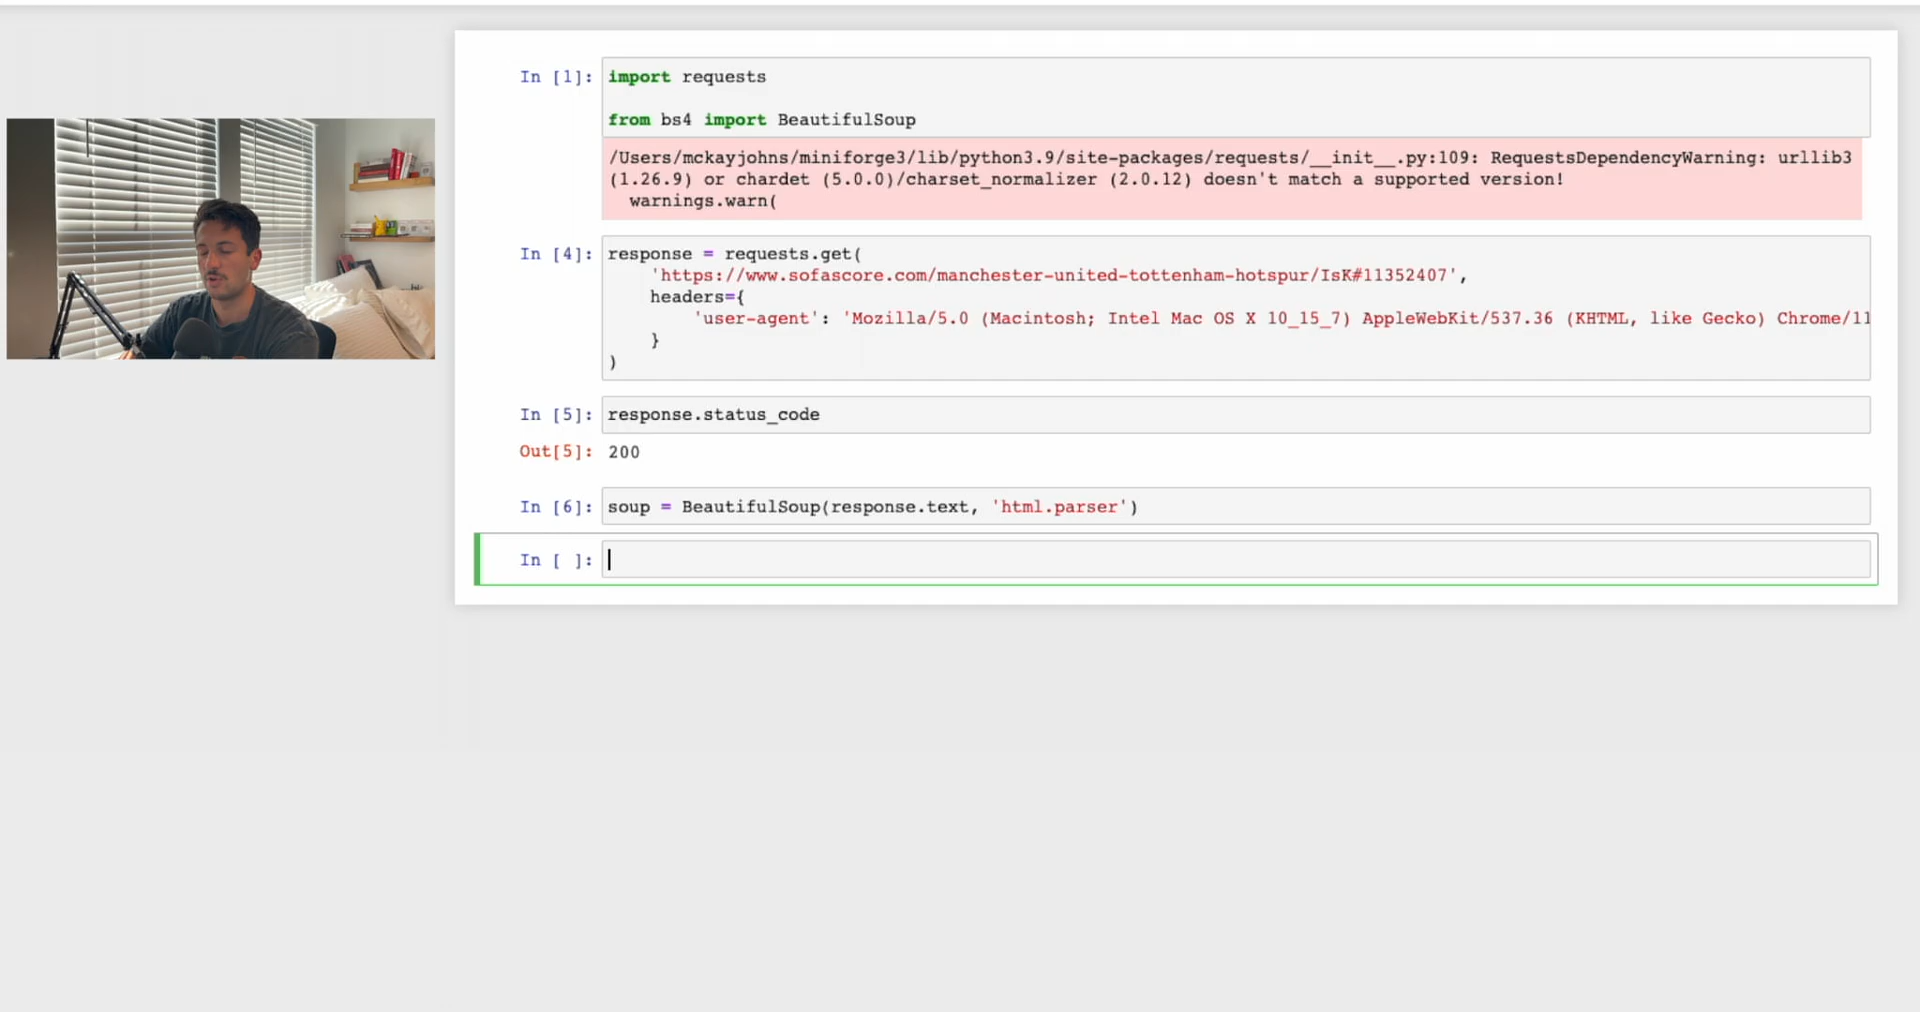 In [1]: import requests
from bs4 import BeautifulSoup
/Users/mckayjohns/miniforge3/lib/python3.9/site-packages/requests/__init__.py:109: RequestsDependencyWarning: urllib3
(1.26.9) or chardet (5.0.0)/charset_normalizer (2.0.12) doesn't match a supported version!
warnings.warn(
In [4]: response = requests.get(
'https://www.sofascore.com/manchester-united-tottenham-hotspur/IsK#11352407',
headers={
'user-agent': 'Mozilla/5.0 (Macintosh; Intel Mac OS X 10_15_7) AppleWebKit/537.36 (KHTML, like Gecko) Chrome/11
}
)
In [5]: response.status_code
Out[5]: 200
In [6]: soup = BeautifulSoup(response.text, 'html.parser')
In [ ]: